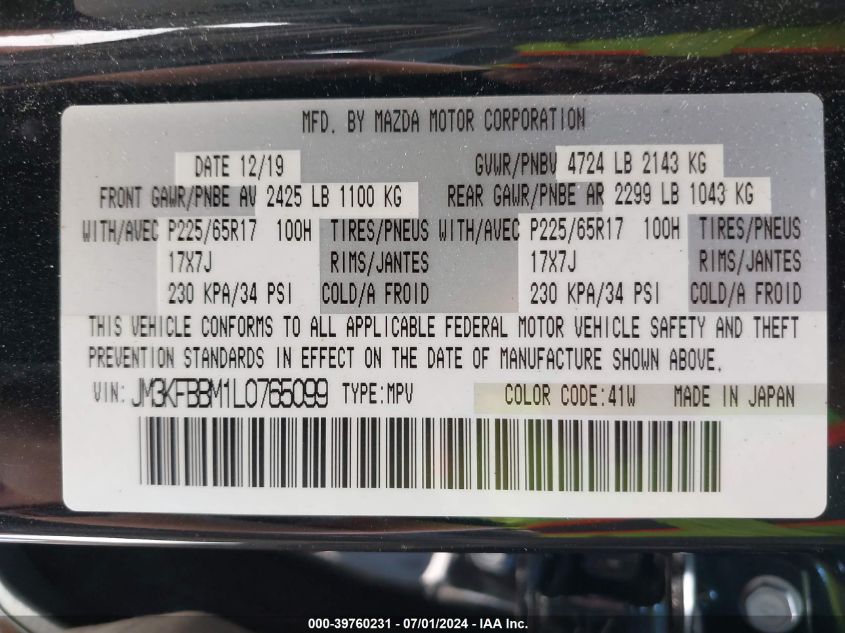 MFD. BY MAZDA MOTOR CORPORATION
DATE 12/19 GVWR/PNBV 4724 LB 2143 KG
FRONT GAWR/PNBE AV 2425 LB 1100 KG REAR GAWR/PNBE AR 2299 LB 1043 KG
WITH/AVEC P225/65R17 100H TIRES/PNEUS WITH/AVEC P225/65R17 100H TIRES/PNEUS
17X7J RIMS/JANTES 17X7J RIMS/JANTES
230 KPA/34 PSI COLD/A FROID 230 KPA/34 PSI COLD/A FROID
THIS VEHICLE CONFORMS TO ALL APPLICABLE FEDERAL MOTOR VEHICLE SAFETY AND THEFT
PREVENTION STANDARDS IN EFFECT ON THE DATE OF MANUFACTURE SHOWN ABOVE.
VIN: JM3KFBBM1L0765099 TYPE:MPV COLOR CODE:41W MADE IN JAPAN
000-39760231 - 07/01/2024 - IAAI.com